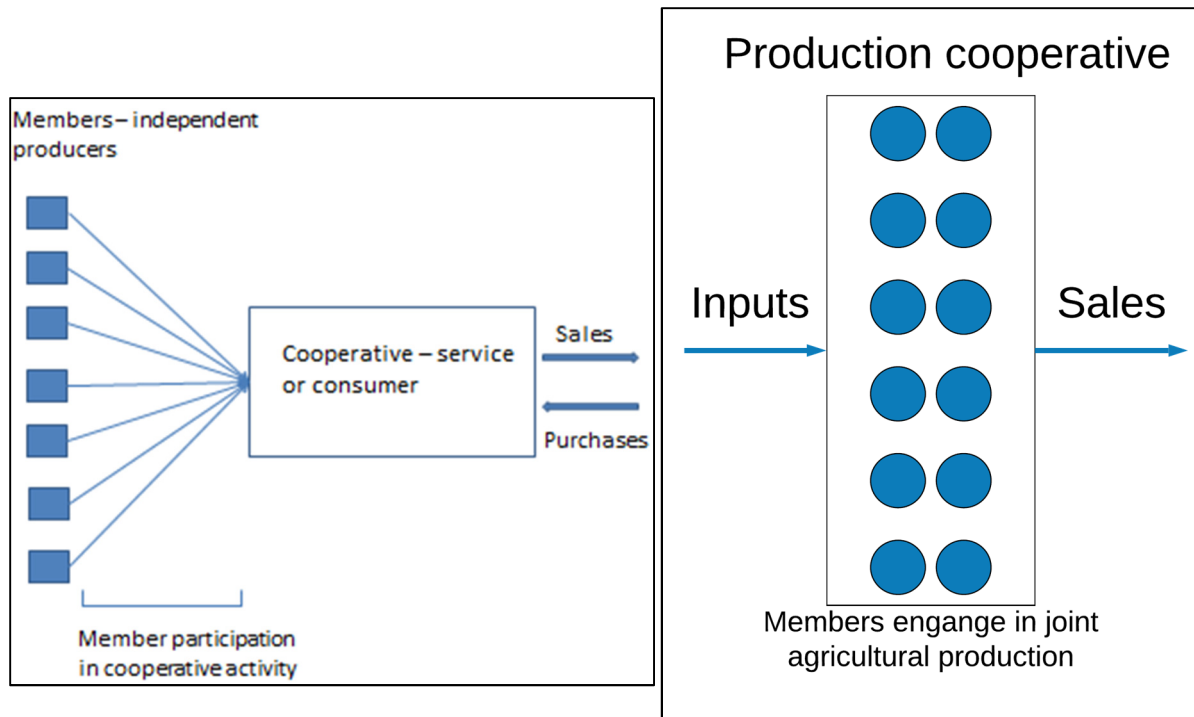 Members – independent
producers
Cooperative – service
or consumer
Sales
Purchases
Member participation
in cooperative activity
Production cooperative
Inputs
Sales
Members engange in joint
agricultural production